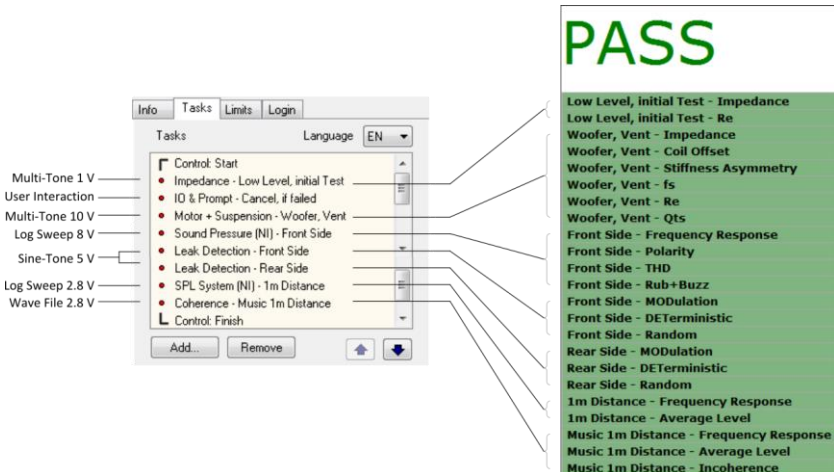 PASS
Info Tasks Limits Login
Tasks Language EN
Control: Start
Multi-Tone 1 V
Impedance - Low Level, initial Test
User Interaction
IO & Prompt - Cancel, if failed
Multi-Tone 10 V
Motor + Suspension - Woofer, Vent
Log Sweep 8 V
Sound Pressure (NI) - Front Side
Sine-Tone 5 V
Leak Detection - Front Side
Leak Detection - Rear Side
Log Sweep 2.8 V
SPL System (NI) - 1m Distance
Wave File 2.8 V
Coherence - Music 1m Distance
Control: Finish
Add... Remove
Low Level, initial Test - Impedance
Low Level, initial Test - Re
Woofer, Vent - Impedance
Woofer, Vent - Coil Offset
Woofer, Vent - Stiffness Asymmetry
Woofer, Vent - fs
Woofer, Vent - Re
Woofer, Vent - Qts
Front Side - Frequency Response
Front Side - Polarity
Front Side - THD
Front Side - Rub+Buzz
Front Side - MODulation
Front Side - DETerministic
Front Side - Random
Rear Side - MODulation
Rear Side - DETerministic
Rear Side - Random
1m Distance - Frequency Response
1m Distance - Average Level
Music 1m Distance - Frequency Response
Music 1m Distance - Average Level
Music 1m Distance - Incoherence